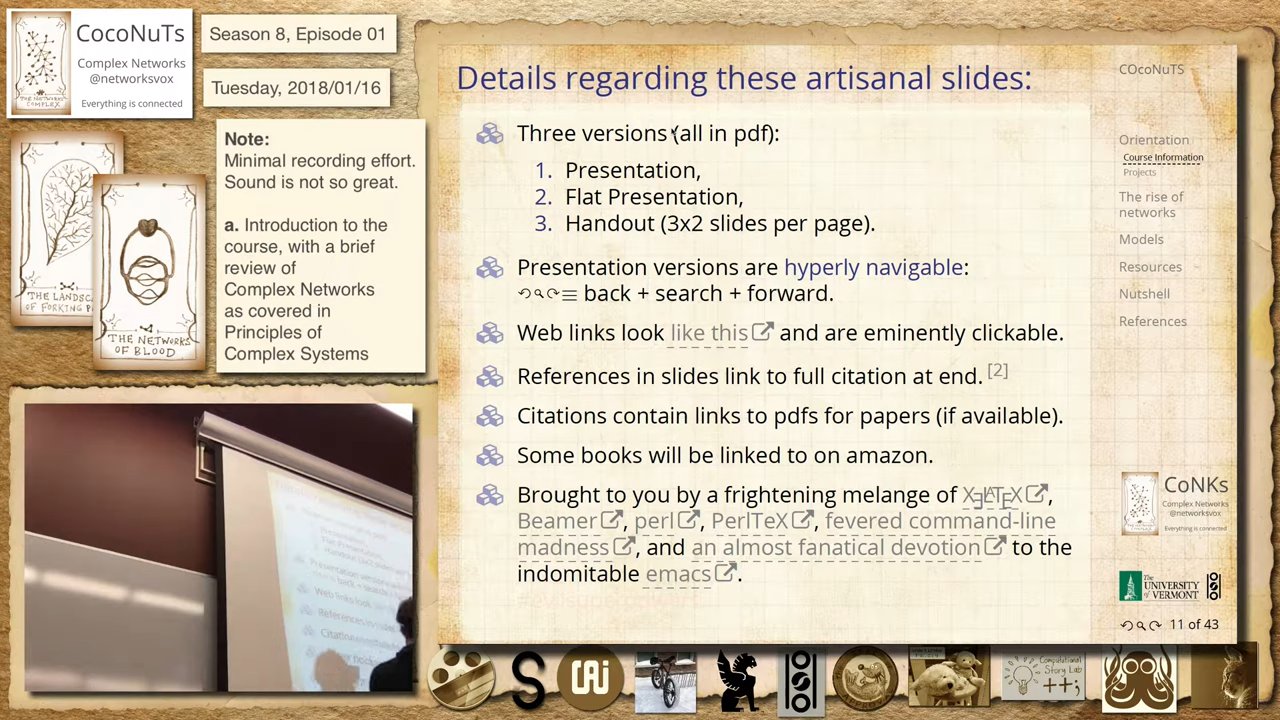 CocoNuTs
Complex Networks
@networksvox
Everything is connected
Season 8, Episode 01
Tuesday, 2018/01/16
Note:
Minimal recording effort.
Sound is not so great.
a. Introduction to the
course, with a brief
review of
Complex Networks
as covered in
Principles of
Complex Systems
THE NETWORKS
OF BLOOD
Details regarding these artisanal slides:
Three versions (all in pdf):
1. Presentation,
2. Flat Presentation,
3. Handout (3x2 slides per page).
Presentation versions are hyperly navigable:
back + search + forward.
Web links look like this and are eminently clickable.
References in slides link to full citation at end. [2]
Citations contain links to pdfs for papers (if available).
Some books will be linked to on amazon.
Brought to you by a frightening melange of XƎLATEX,
Beamer, perl, PerlTeX, fevered command-line
madness, and an almost fanatical devotion to the
indomitable emacs.
COcoNuTS
Orientation
Course Information
Projects
The rise of
networks
Models
Resources
Nutshell
References
CoNKs
Complex Networks
@networksvox
Everything is connected
The
UNIVERSITY
of VERMONT
11 of 43
Computational
Story Lab
++;